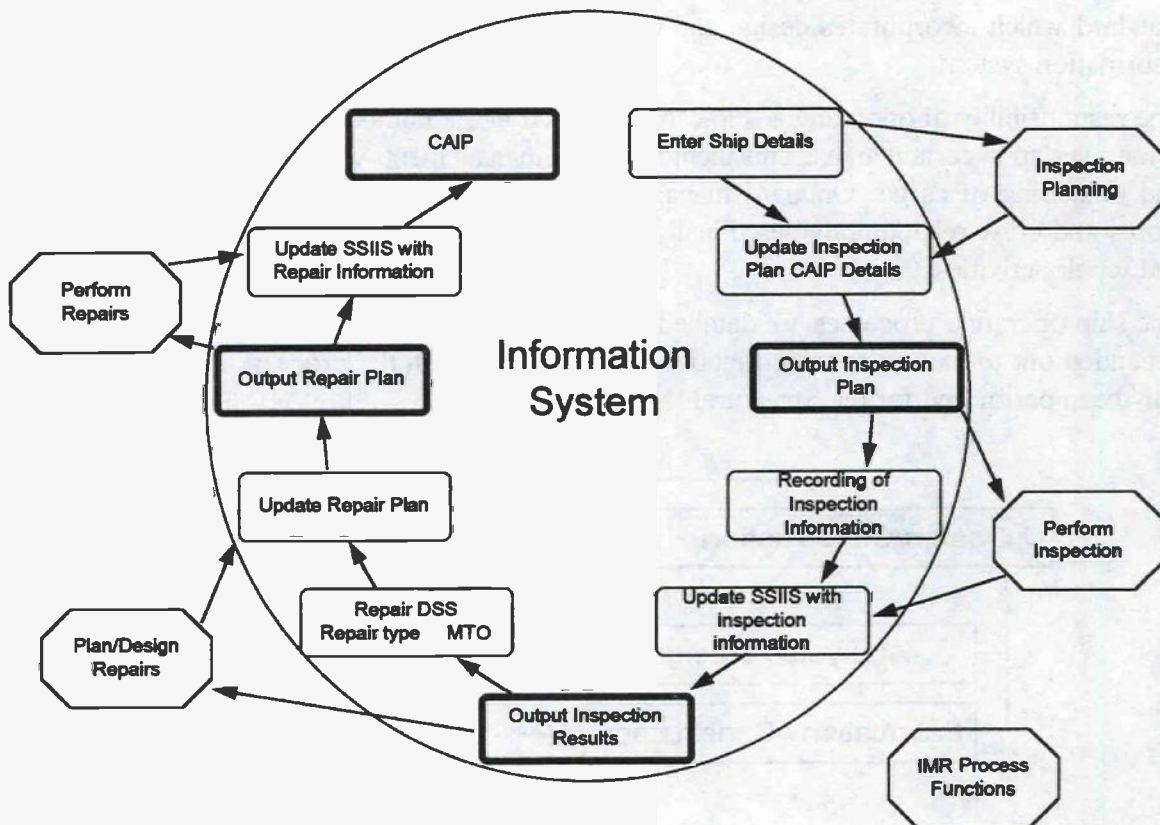 CAIP
Enter Ship Details
Inspection
Planning
Update SSIIS with
Repair Information
Update Inspection
Plan CAIP Details
Perform
Repairs
Information
System
Output Repair Plan
Output Inspection
Plan
Update Repair Plan
Recording of
Inspection
Information
Perform
Inspection
Repair DSS
Repair type MTO
Update SSIIS with
Inspection
information
Plan/Design
Repairs
Output Inspection
Results
IMR Process
Functions